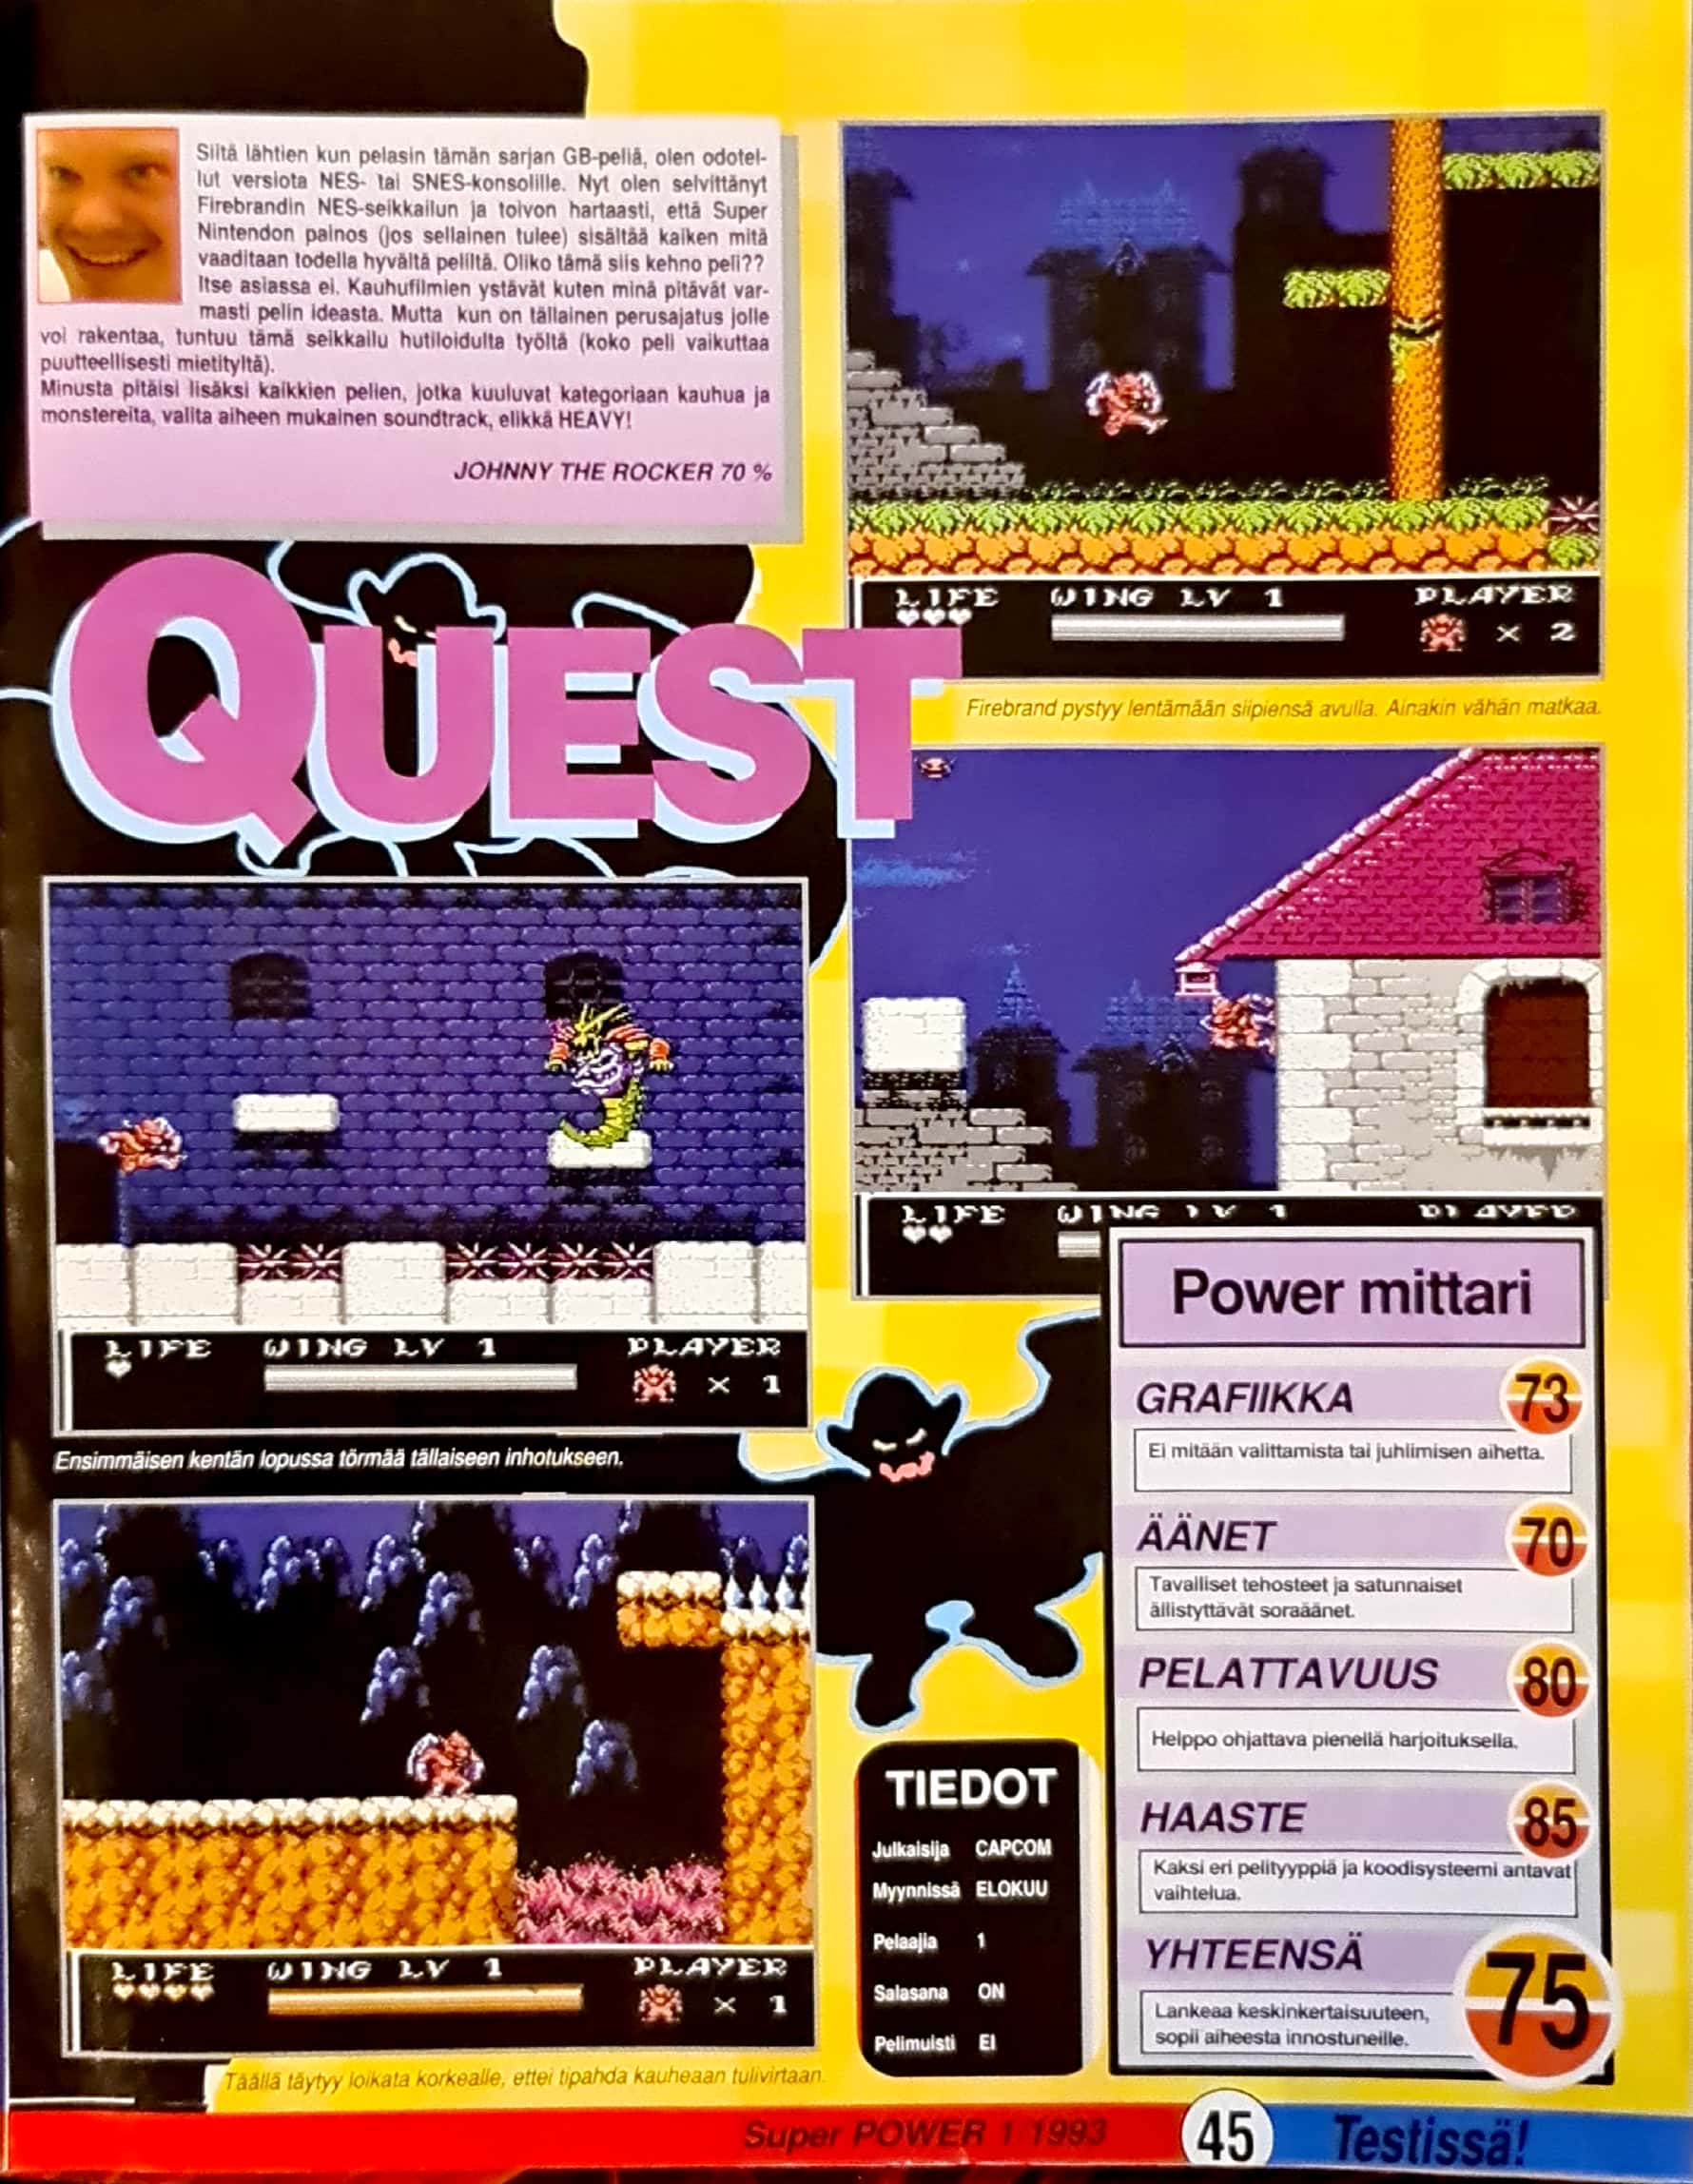 Siitä lähtien kun pelasin tämän sarjan GB-peliä, olen odotel-
lut versiota NES- tai SNES-konsolille. Nyt olen selvittänyt
Firebrandin NES-seikkailun ja toivon hartaasti, että Super
Nintendon painos (jos sellainen tulee) sisältää kaiken mitä
vaaditaan todella hyvältä peliltä. Oliko tämä siis kehno peli??
Itse asiassa ei. Kauhufilmien ystävät kuten minä pitävät var-
masti pelin ideasta. Mutta kun on tällainen perusajatus jolle
voi rakentaa, tuntuu tämä seikkailu hutiloidulta työltä (koko peli vaikuttaa
puutteellisesti mietityltä).
Minusta pitäisi lisäksi kaikkien pelien, jotka kuuluvat kategoriaan kauhua ja
monstereita, valita aiheen mukainen soundtrack, elikkä HEAVY!
JOHNNY THE ROCKER 70 %
QUEST
LIFE WING LV 1 PLAYER
x 2
Firebrand pystyy lentämään siipiensä avulla. Ainakin vähän matkaa.
LIFE WING LV 1 PLAYER
LIFE WING LV 1 PLAYER
x 1
Ensimmäisen kentän lopussa törmää tällaiseen inhotukseen.
LIFE WING LV 1 PLAYER
x 1
Täällä täytyy loikata korkealle, ettei tipahda kauheaan tulivirtaan.
TIEDOT
Julkaisija CAPCOM
Myynnissä ELOKUU
Pelaajia 1
Salasana ON
Pelimuisti EI
Power mittari
GRAFIIKKA 73
Ei mitään valittamista tai juhlimisen aihetta.
ÄÄNET 70
Tavalliset tehosteet ja satunnaiset
ällistyttävät soraäänet.
PELATTAVUUS 80
Helppo ohjattava pienellä harjoituksella.
HAASTE 85
Kaksi eri pelityyppiä ja koodisysteemi antavat
vaihtelua.
YHTEENSÄ 75
Lankeaa keskinkertaisuuteen,
sopii aiheesta innostuneille.
Super POWER 1 1993 45 Testissä!